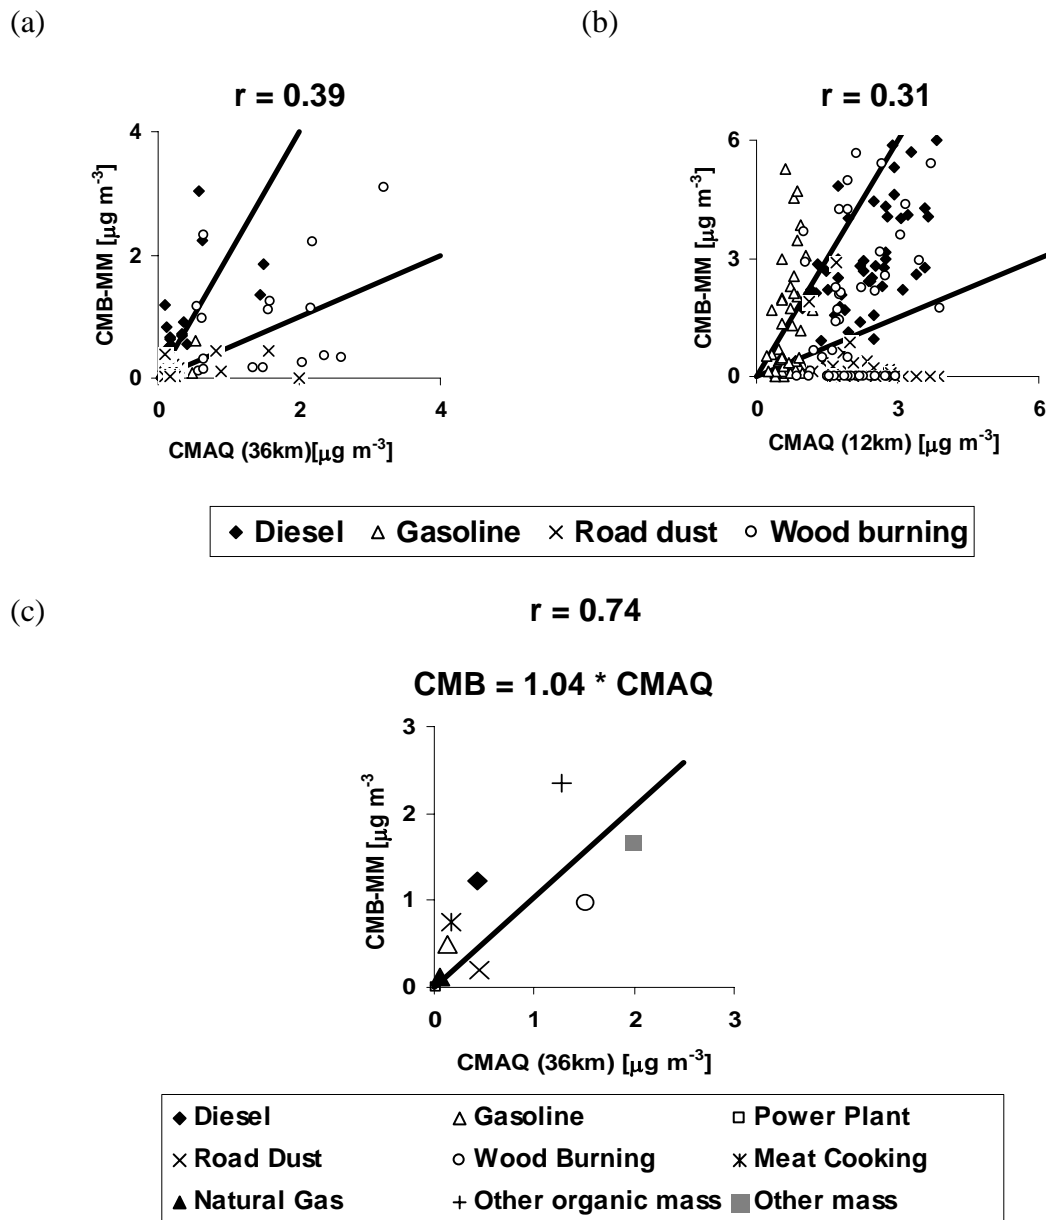 (a)
(b)
r = 0.39
r = 0.31
4
2
0
CMB-MM [μg m-3]
0 2 4
CMAQ (36km)[μg m-3]
6
3
0
CMB-MM [μg m-3]
0 3 6
CMAQ (12km) [μg m-3]
Diesel Gasoline Road dust Wood burning
(c)
r = 0.74
CMB = 1.04 * CMAQ
3
2
1
0
CMB-MM [μg m-3]
0 1 2 3
CMAQ (36km) [μg m-3]
Diesel Gasoline Power Plant
Road Dust Wood Burning Meat Cooking
Natural Gas Other organic mass Other mass